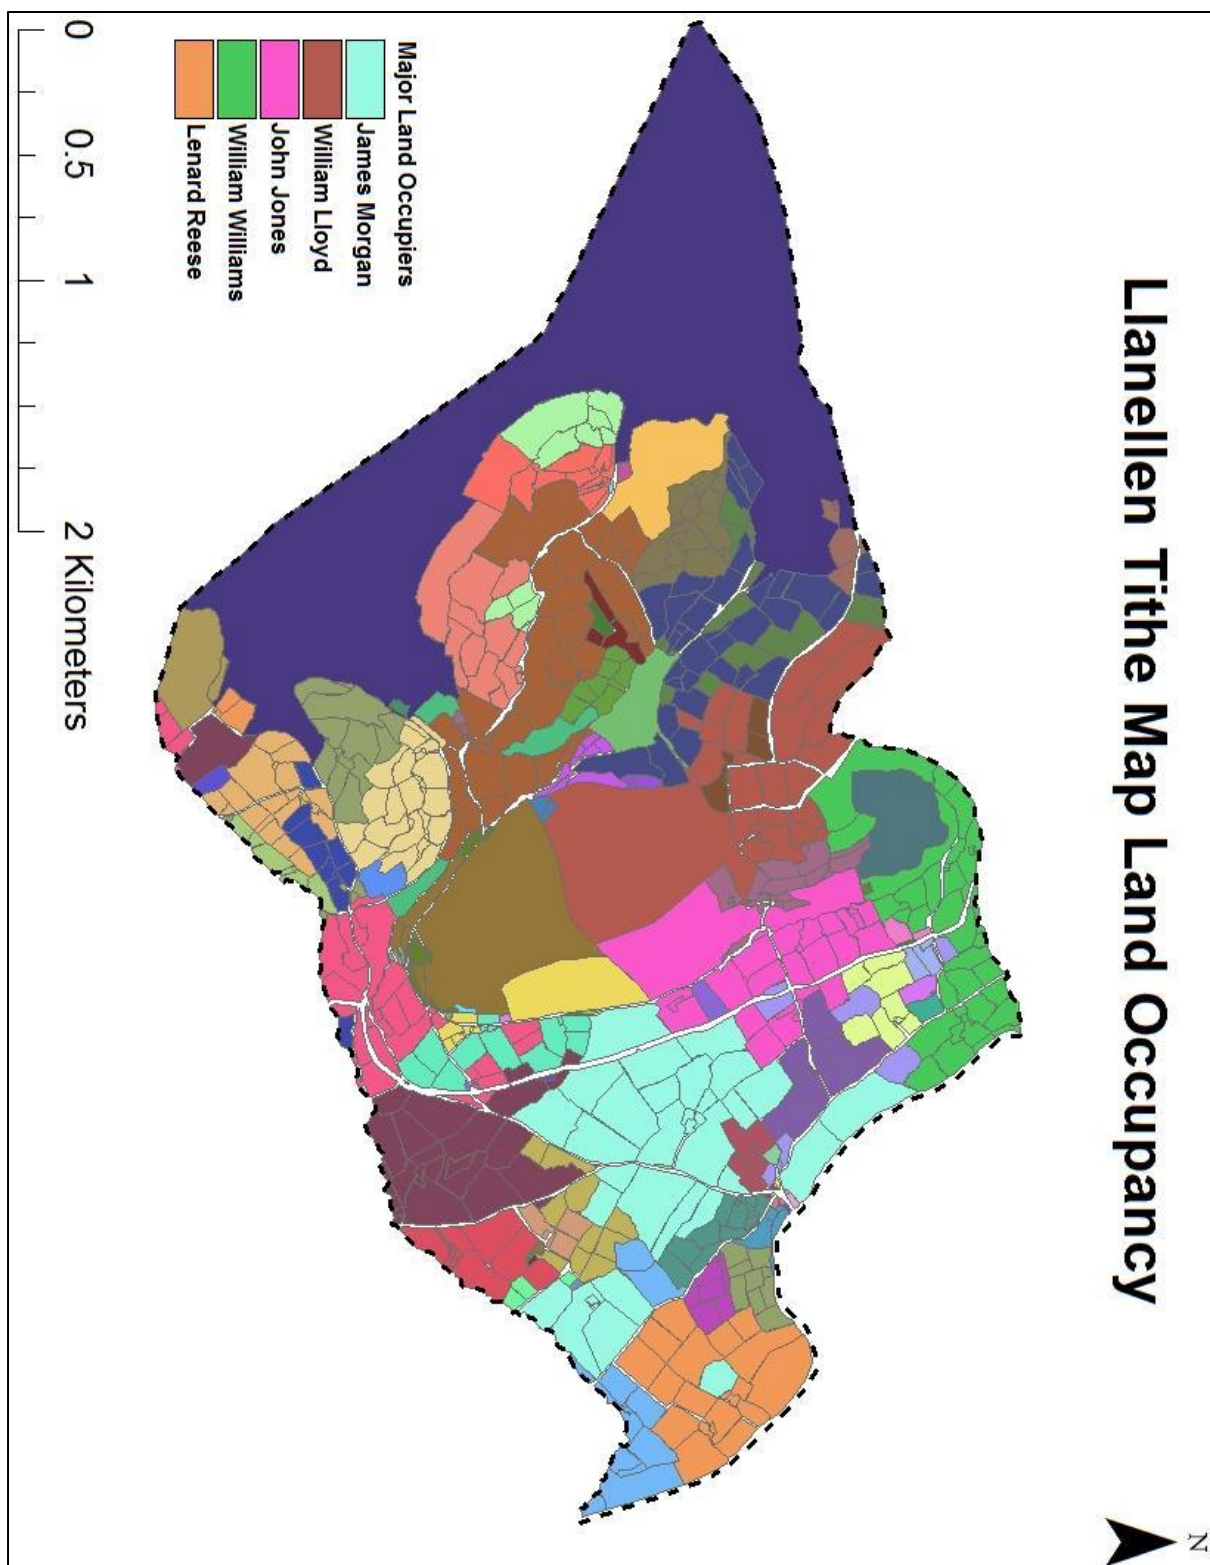 Llanellen Tithe Map Land Occupancy
N
Major Land Occupiers
James Morgan
William Lloyd
John Jones
William Williams
Lenard Reese
0 0.5 1 2 Kilometers